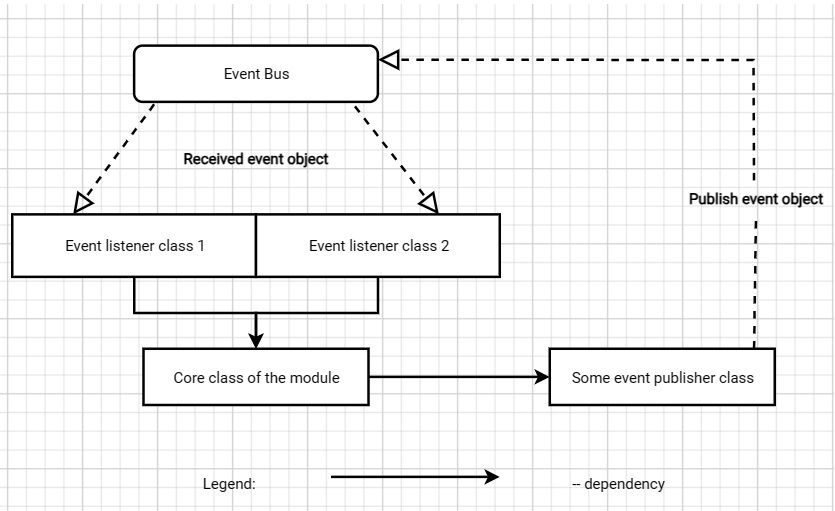 Event Bus
Received event object
Publish event object
Event listener class 1
Event listener class 2
Core class of the module
Some event publisher class
Legend:
-- dependency